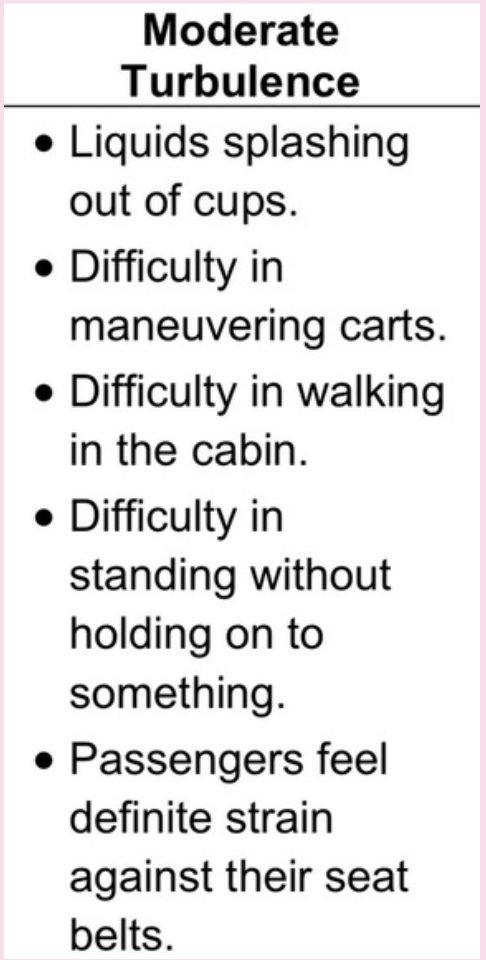 Moderate
Turbulence
• Liquids splashing
out of cups.
• Difficulty in
maneuvering carts.
• Difficulty in walking
in the cabin.
• Difficulty in
standing without
holding on to
something.
• Passengers feel
definite strain
against their seat
belts.